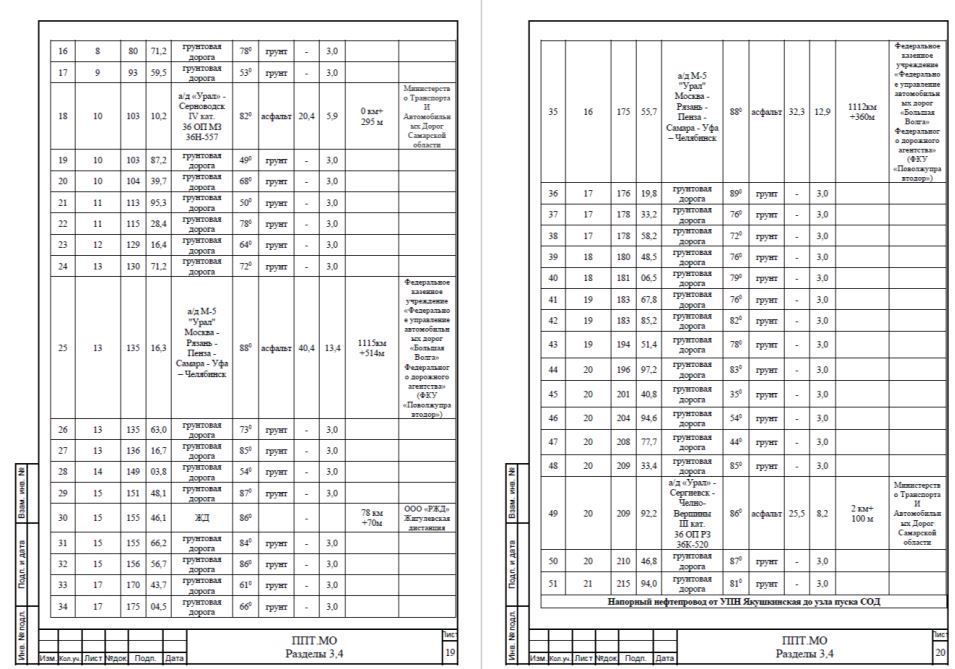 16 8 80 71,2 грунтовая дорога 78⁰ грунт - 3,0
17 9 93 59,5 грунтовая дорога 53⁰ грунт - 3,0
18 10 103 10,2 а/д «Урал» - Серноводск IV кат. 36 ОП МЗ 36Н-557 82⁰ асфальт 20,4 5,9 0 км+ 295 м Министерств о Транспорта И Автомобильн ых Дорог Самарской области
19 10 103 87,2 грунтовая дорога 49⁰ грунт - 3,0
20 10 104 39,7 грунтовая дорога 68⁰ грунт - 3,0
21 11 113 95,3 грунтовая дорога 50⁰ грунт - 3,0
22 11 115 28,4 грунтовая дорога 78⁰ грунт - 3,0
23 12 129 16,4 грунтовая дорога 64⁰ грунт - 3,0
24 13 130 71,2 грунтовая дорога 72⁰ грунт - 3,0
25 13 135 16,3 а/д М-5 "Урал" Москва - Рязань - Пенза - Самара - Уфа – Челябинск 88⁰ асфальт 40,4 13,4 1115км +514м Федеральное казенное учреждение «Федерально е управление автомобильн ых дорог «Большая Волга» Федерально го дорожного агентства» (ФКУ «Поволжупра втодор»)
26 13 135 63,0 грунтовая дорога 73⁰ грунт - 3,0
27 13 136 16,7 грунтовая дорога 85⁰ грунт - 3,0
28 14 149 03,8 грунтовая дорога 54⁰ грунт - 3,0
29 15 151 48,1 грунтовая дорога 87⁰ грунт - 3,0
30 15 155 46,1 ЖД 86⁰ - 78 км +70м ООО «РЖД» Жигулевская дистанция
31 15 155 66,2 грунтовая дорога 84⁰ грунт - 3,0
32 15 156 56,7 грунтовая дорога 86⁰ грунт - 3,0
33 17 170 43,7 грунтовая дорога 61⁰ грунт - 3,0
34 17 175 04,5 грунтовая дорога 66⁰ грунт - 3,0
Взам. инв. №
Подп. и дата
Инв. № подл.
Изм. Кол.уч. Лист №док Подп. Дата
ППТ.МО
Разделы 3,4
Лист
19
35 16 175 55,7 а/д М-5 "Урал" Москва - Рязань - Пенза - Самара - Уфа – Челябинск 88⁰ асфальт 32,3 12,9 1112км +360м Федеральное казенное учреждение «Федерально е управление автомобильн ых дорог «Большая Волга» Федерально го дорожного агентства» (ФКУ «Поволжупра втодор»)
36 17 176 19,8 грунтовая дорога 89⁰ грунт - 3,0
37 17 178 33,2 грунтовая дорога 76⁰ грунт - 3,0
38 17 178 58,2 грунтовая дорога 72⁰ грунт - 3,0
39 18 180 48,5 грунтовая дорога 76⁰ грунт - 3,0
40 18 181 06,5 грунтовая дорога 79⁰ грунт - 3,0
41 19 183 67,8 грунтовая дорога 76⁰ грунт - 3,0
42 19 183 85,2 грунтовая дорога 82⁰ грунт - 3,0
43 19 194 51,4 грунтовая дорога 78⁰ грунт - 3,0
44 20 196 97,2 грунтовая дорога 83⁰ грунт - 3,0
45 20 201 40,8 грунтовая дорога 35⁰ грунт - 3,0
46 20 204 94,6 грунтовая дорога 54⁰ грунт - 3,0
47 20 208 77,7 грунтовая дорога 44⁰ грунт - 3,0
48 20 209 33,4 грунтовая дорога 85⁰ грунт - 3,0
49 20 209 92,2 а/д «Урал» - Сергиевск - Челно-Вершины III кат. 36 ОП РЗ 36К-520 86⁰ асфальт 25,5 8,2 2 км+ 100 м Министерств о Транспорта И Автомобильн ых Дорог Самарской области
50 20 210 46,8 грунтовая дорога 87⁰ грунт - 3,0
51 21 215 94,0 грунтовая дорога 81⁰ грунт - 3,0
Напорный нефтепровод от УПН Якушкинская до узла пуска СОД
Взам. инв. №
Подп. и дата
Инв. № подл.
Изм. Кол.уч. Лист №док Подп. Дата
ППТ.МО
Разделы 3,4
Лист
20